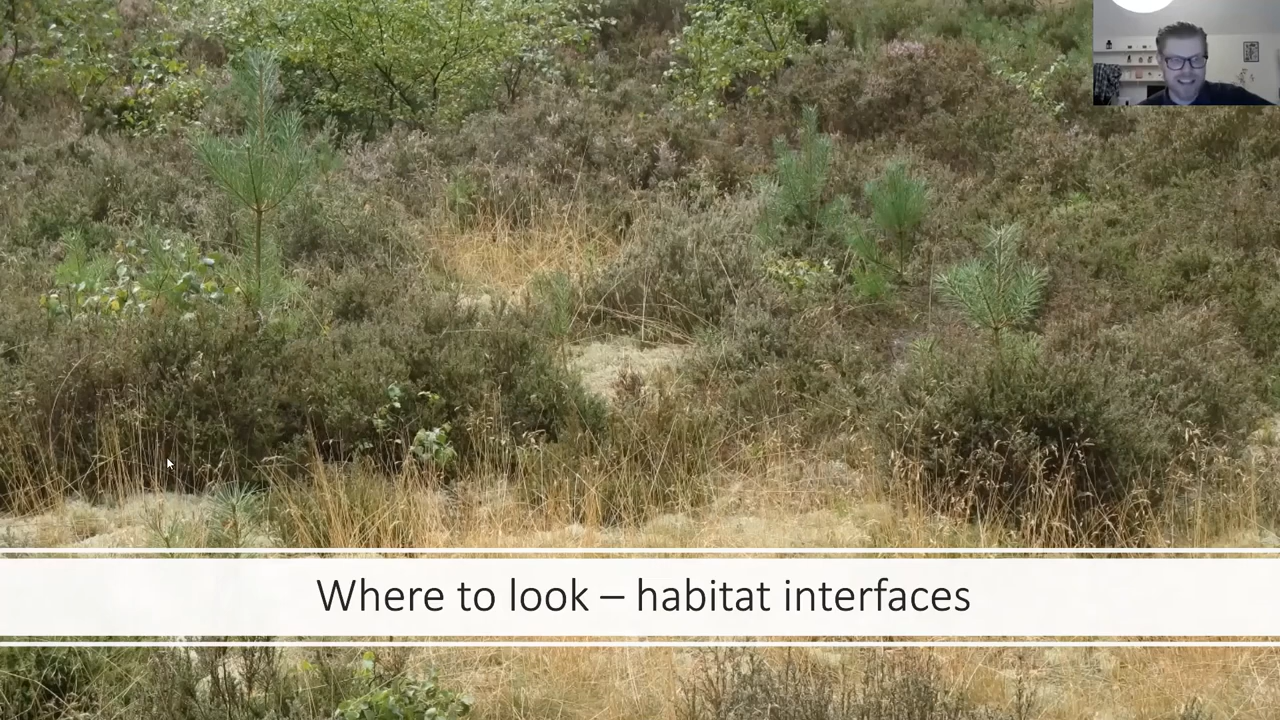 Where to look – habitat interfaces